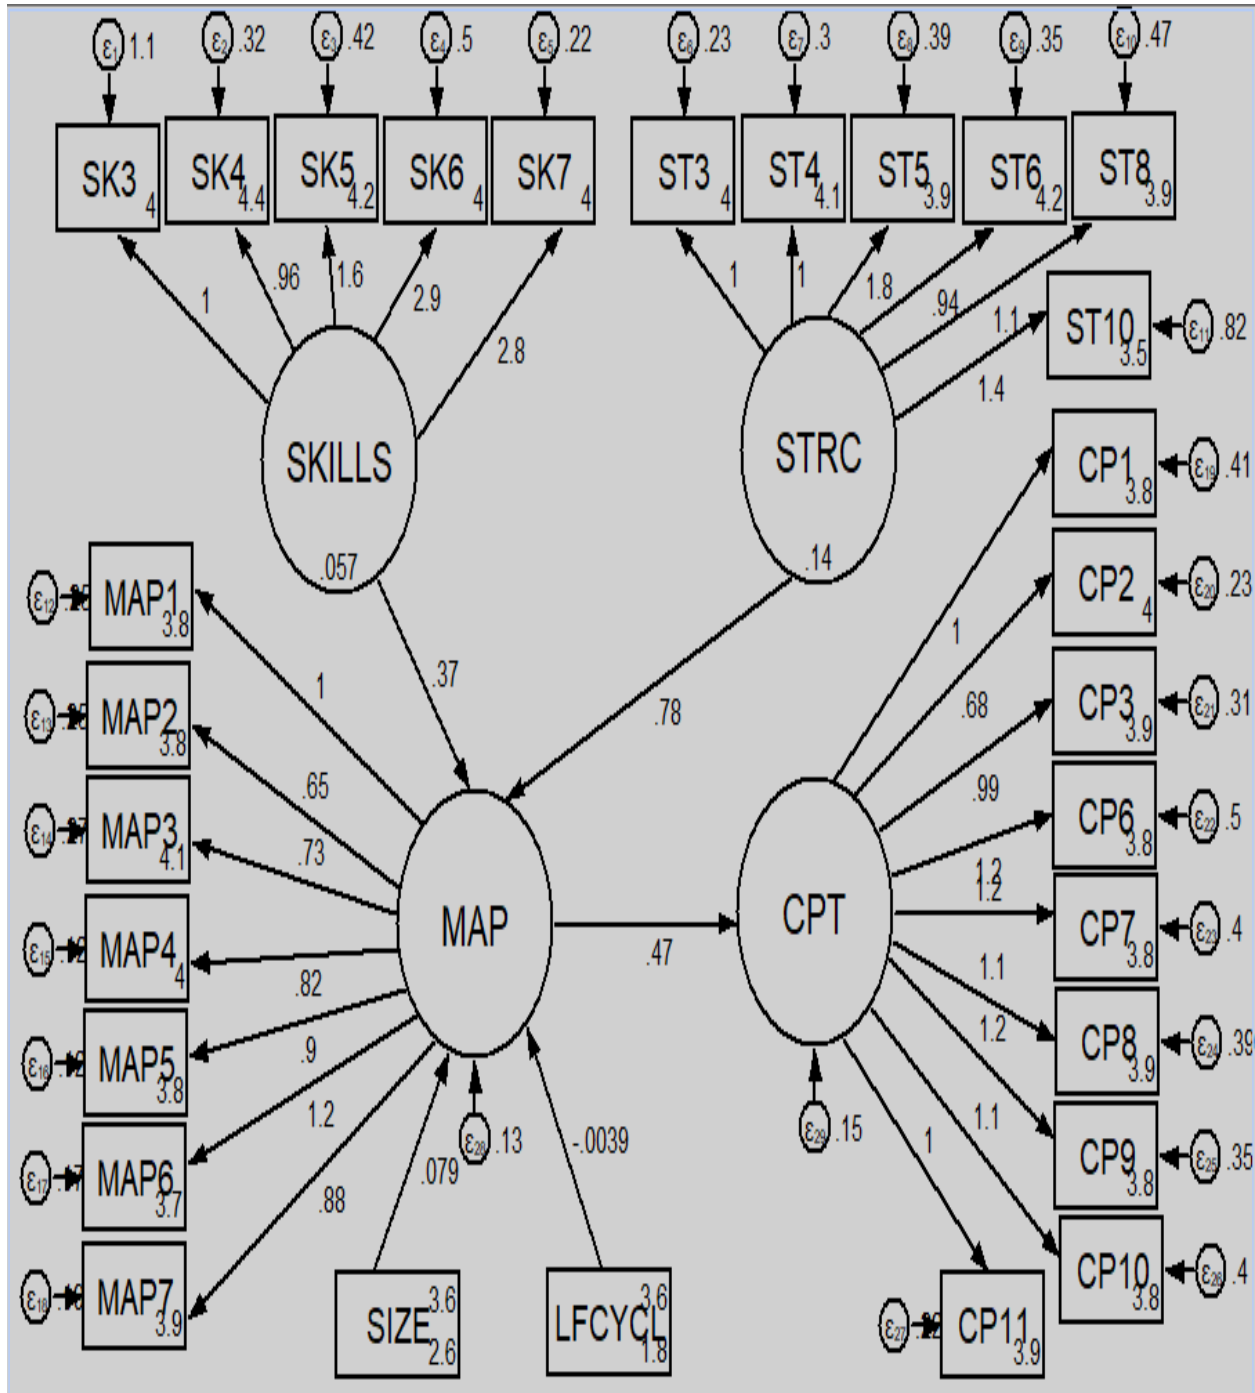 ε1 1.1 ε2 .32 ε3 .42 ε4 .5 ε5 .22 ε6 .23 ε7 .3 ε8 .39 ε9 .35 ε10 .47
SK3 4 SK4 4.4 SK5 4.2 SK6 4 SK7 4 ST3 4 ST4 4.1 ST5 3.9 ST6 4.2 ST8 3.9
1 .96 1.6 2.9 2.8 1 1 1.8 .94 1.1 1.4
ST10 3.5 ε11 .82
SKILLS .057
STRC .14
CP1 3.8 ε19 .41
CP2 4 ε20 .23
CP3 3.9 ε21 .31
CP6 3.8 ε22 .5
CP7 3.8 ε23 .4
CP8 3.9 ε24 .39
CP9 3.8 ε25 .35
CP10 3.8 ε26 .4
ε27 CP11 3.9
.37 .78
1 .68 .99 1.2 1.2 1.1 1.2 1.1 1
ε12 MAP1 3.8
ε13 MAP2 3.8
ε14 MAP3 4.1
ε15 MAP4 4
ε16 MAP5 3.8
ε17 MAP6 3.7
ε18 MAP7 3.9
1 .65 .73 .82 .9 1.2 .88
MAP .47 CPT
ε28 .13 ε29 .15
.079 -.0039
SIZE 3.6 2.6
LFCYCL 3.6 1.8